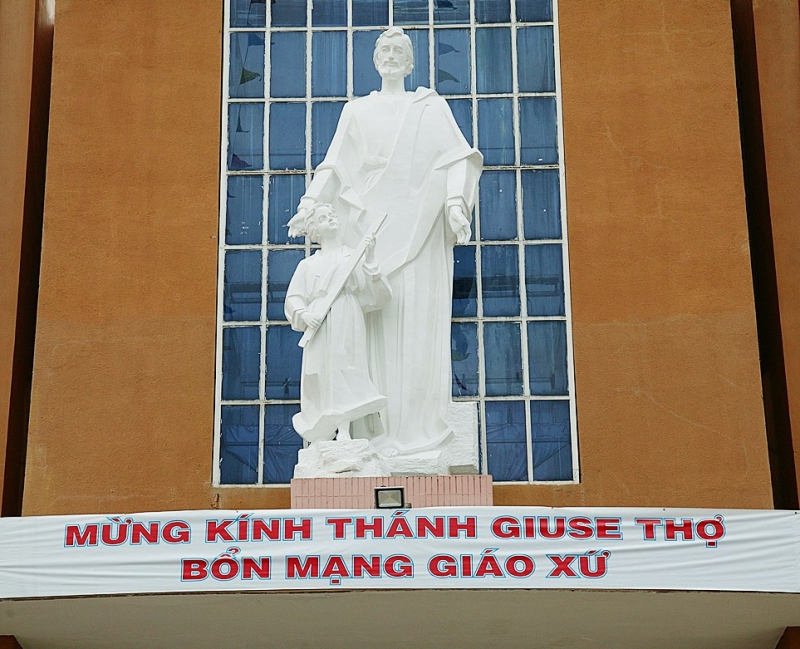 MỪNG KÍNH THÁNH GIUSE THỢ
BỔN MẠNG GIÁO XỨ